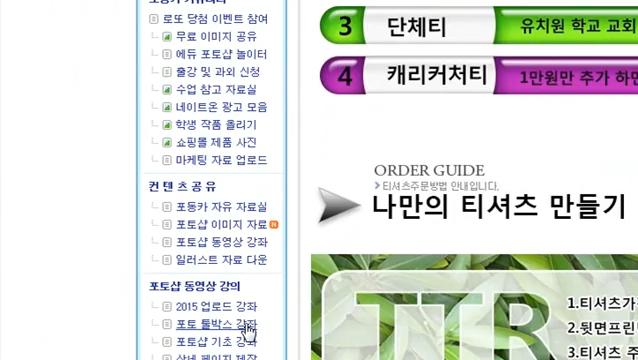 로또 당첨 이벤트 참여
무료 이미지 공유
에듀 포토샵 놀이터
출강 및 과외 신청
수업 참고 자료실
네이트온 광고 모음
학생 작품 올리기
쇼핑몰 제품 사진
마케팅 자료 업로드
컨 텐 츠 공 유
포동카 자유 자료실
포토샵 이미지 자료
포토샵 동영상 강좌
일러스트 자료 다운
포토샵 동영상 강의
2015 업로드 강좌
포토 툴박스 강좌
포토샵 기초 강좌
3 단체티 유치원 학교 교회
4 캐리커처티 1만원만 추가 하면
ORDER GUIDE
티셔츠주문방법 안내입니다.
나만의 티셔츠 만들기
TTR
1.티셔츠가
2.뒷면프린
3.티셔츠 주